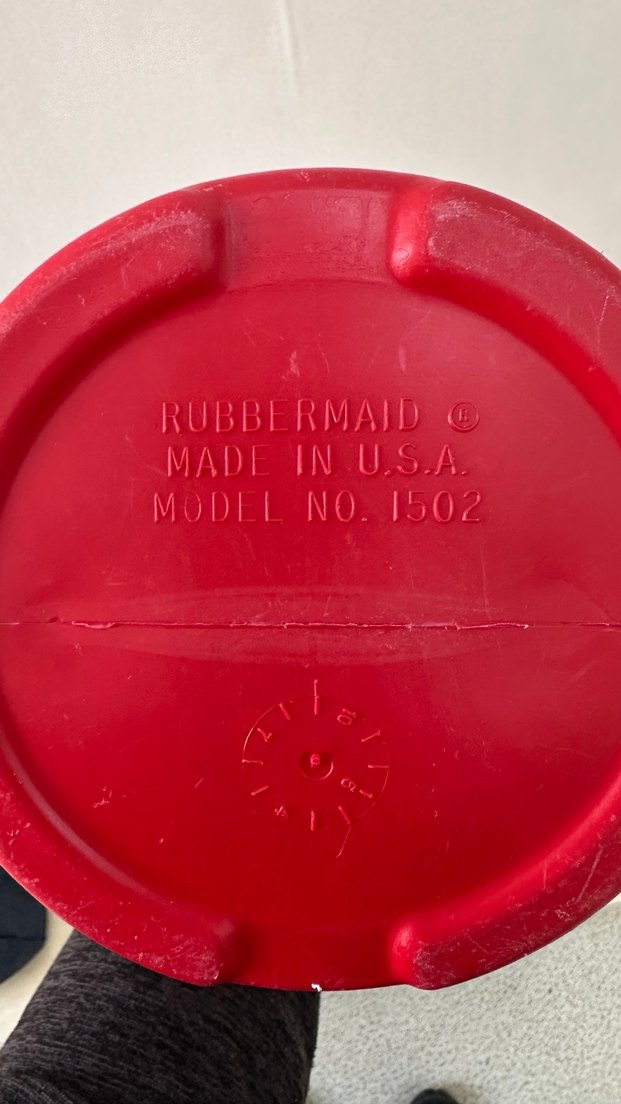 RUBBERMAID ®
MADE IN U.S.A.
MODEL NO. 1502